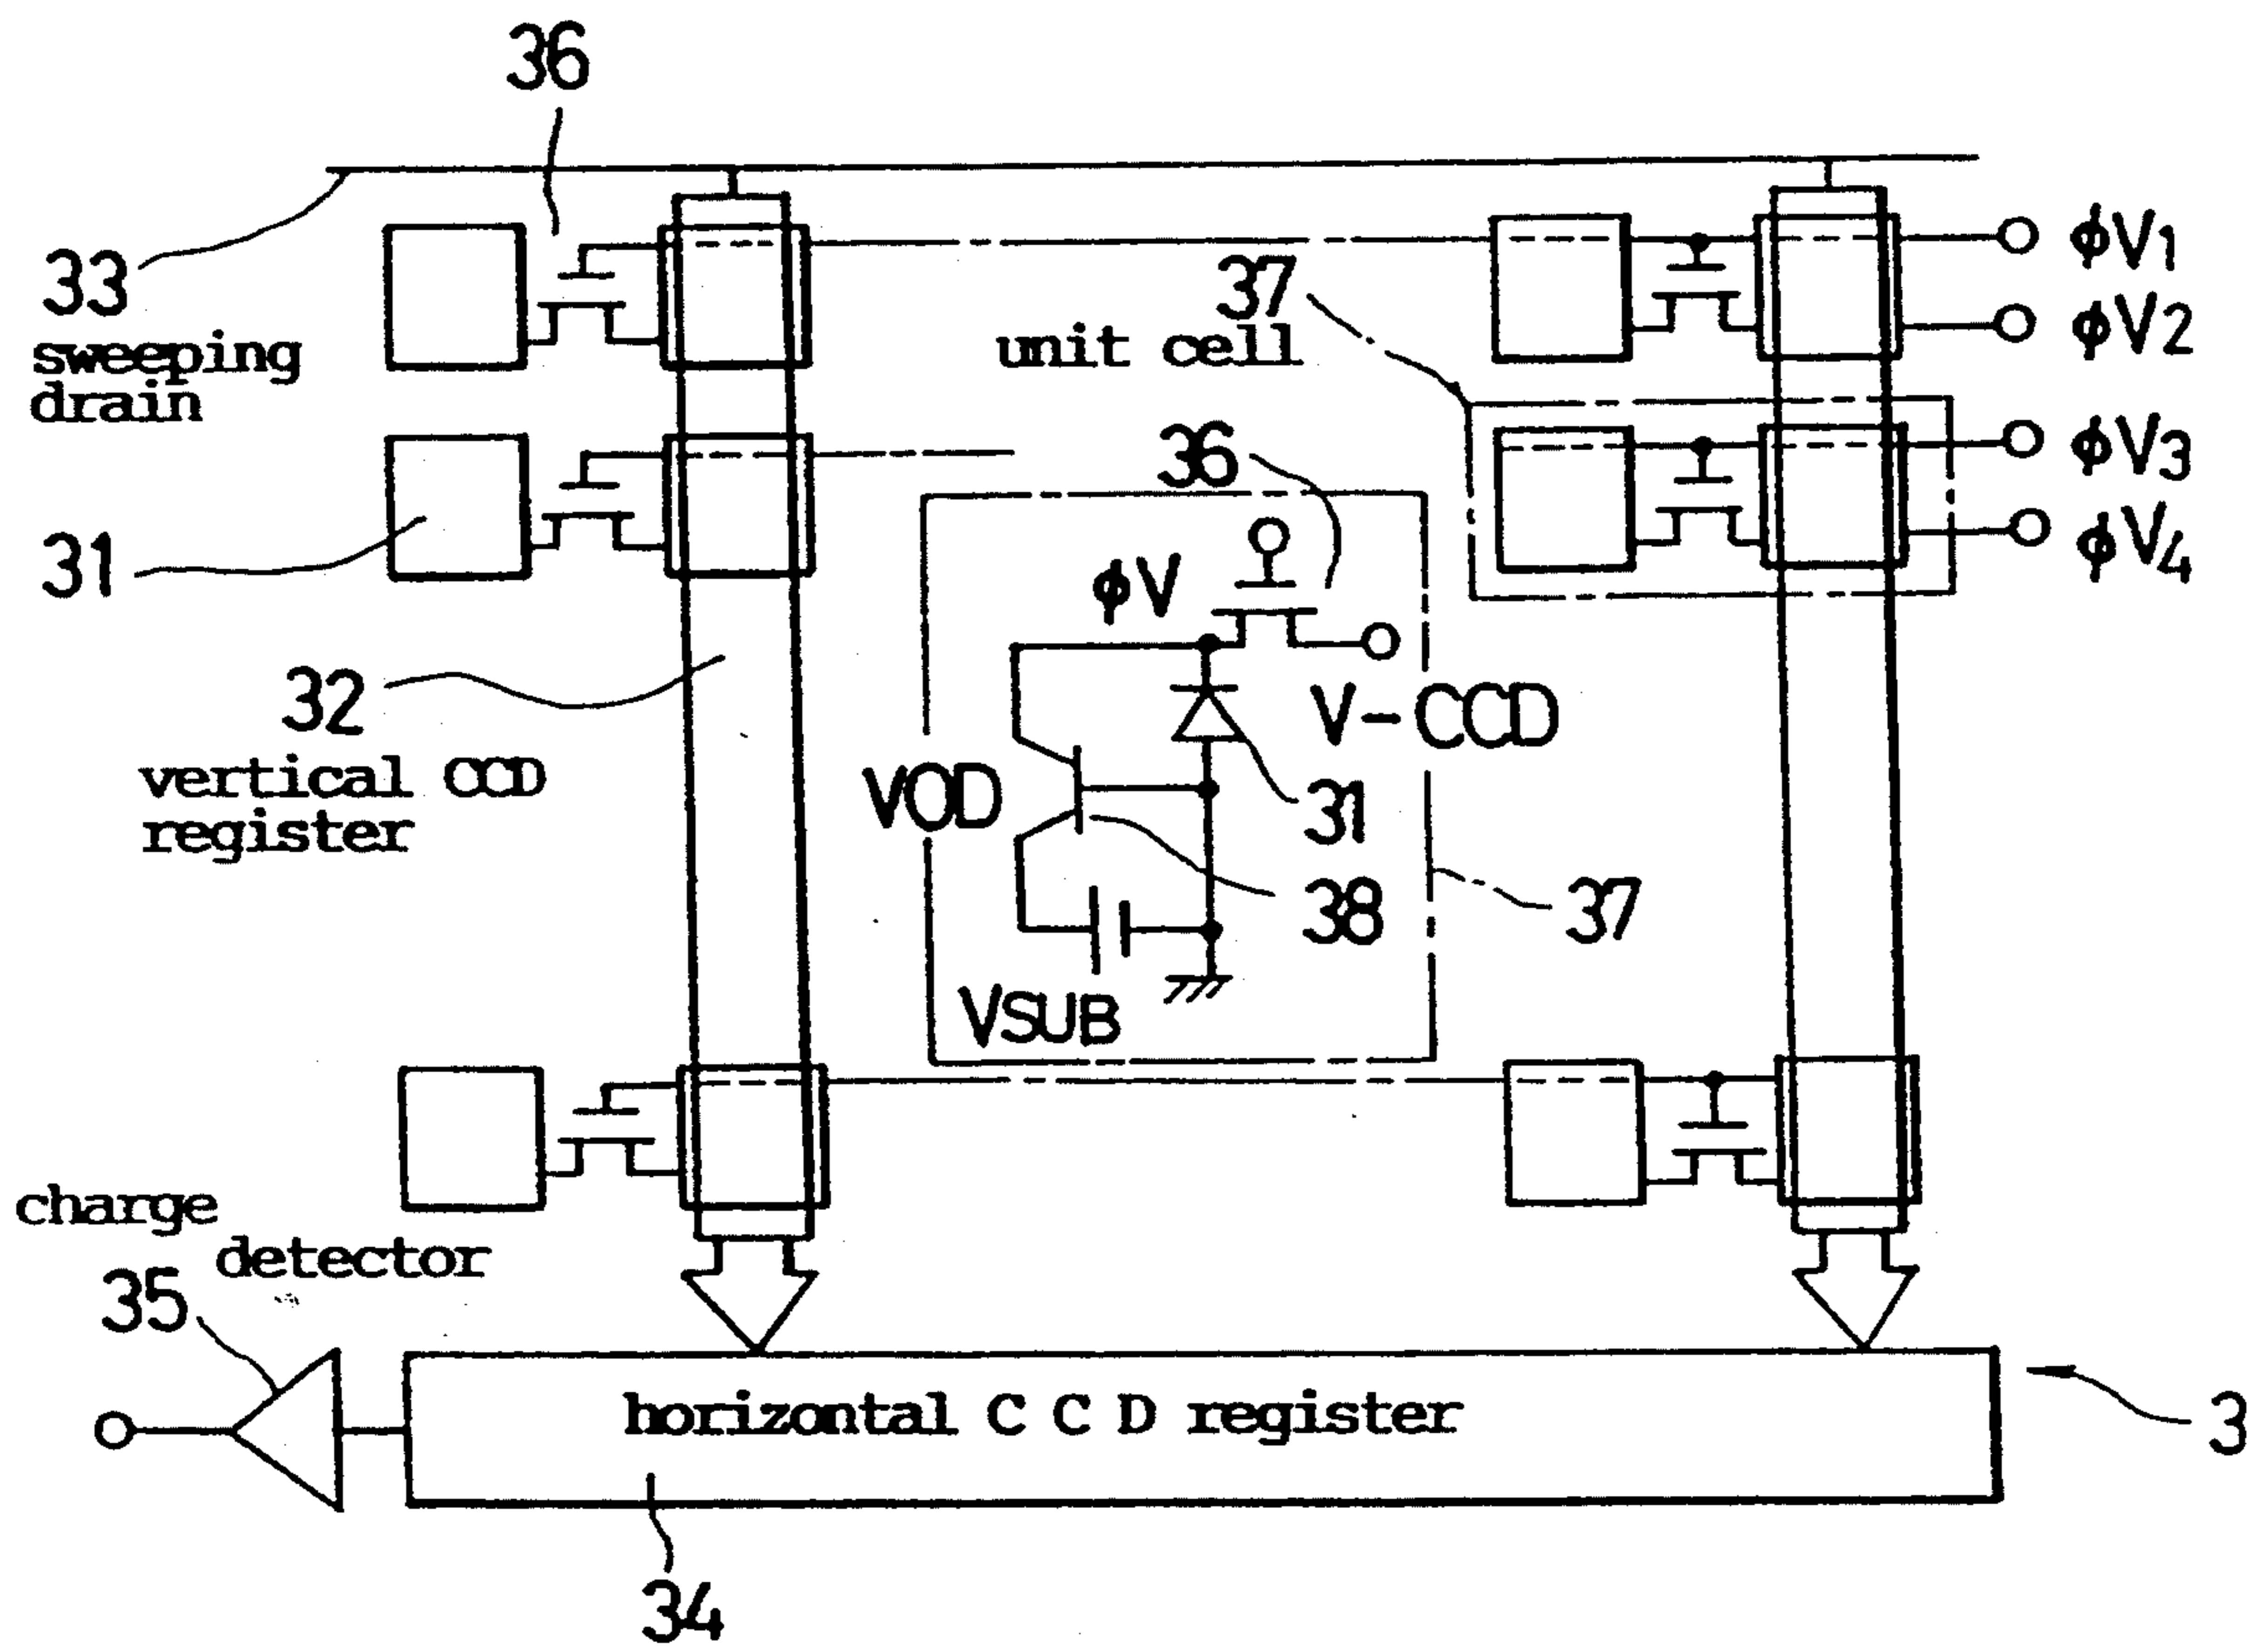 36
33
sweeping
drain
37
unit cell
ϕV1
ϕV2
ϕV3
ϕV4
36
31
ϕV
32
vertical CCD
register
V-CCD
VOD
31
38
37
VSUB
charge
detector
35
horizontal C C D register
3
34